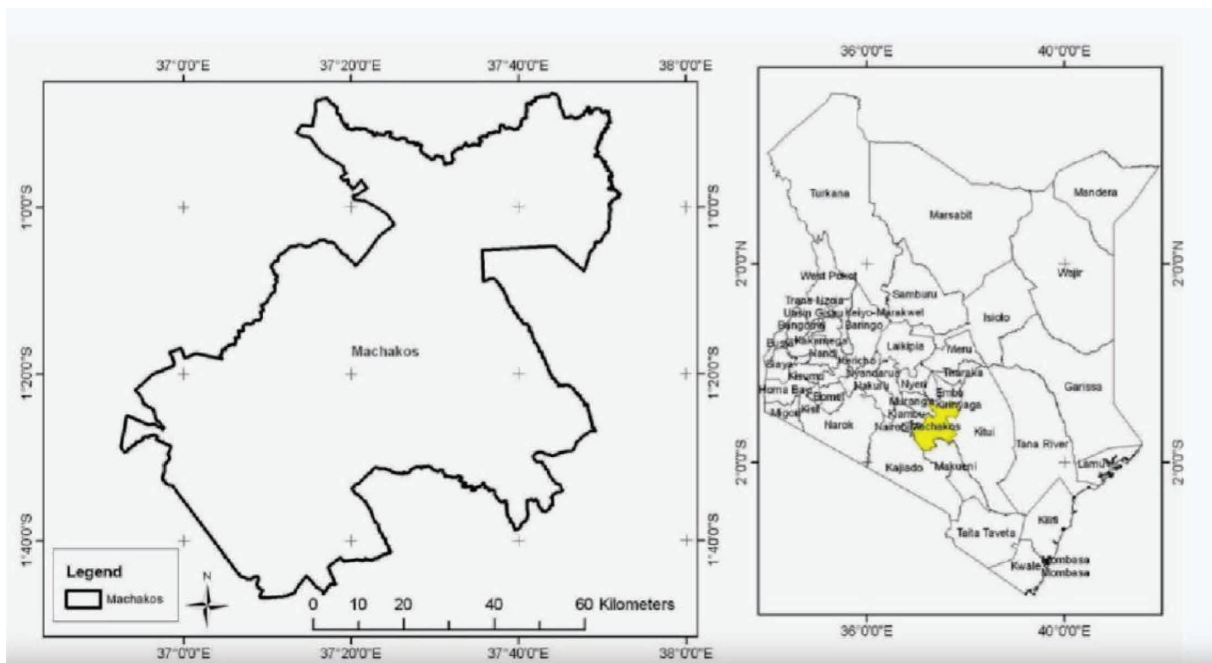 37°0'0"E 37°20'0"E 37°40'0"E 38°0'0"E
1°0'0"S
1°20'0"S
1°40'0"S
Machakos
1°0'0"S
1°20'0"S
1°40'0"S
Legend
Machakos
N
0 10 20 40 60 Kilometers
37°0'0"E 37°20'0"E 37°40'0"E 38°0'0"E
36°0'0"E 40°0'0"E
2°0'0"N
2°0'0"S
Turkana
Mandera
Marsabit
Wajir
West Pokot
Samburu
Trans Nzoia
Isiolo
Uasin Gishu
Keiyo-Marakwet
Bungoma
Baringo
Busia
Kakamega
Laikipia
Meru
Nandi
Siaya
Kericho
Nyandarua
Tharaka
Kisumu
Nakuru
Nyeri
Garissa
Homa Bay
Bomet
Embu
Muranga
Kirinyaga
Migori
Kisii
Kiambu
Narok
Nairobi
Machakos
Kitui
Tana River
Kajiado
Makueni
Lamu
Taita Taveta
Kilifi
Kwale
Mombasa
Mombasa
2°0'0"N
2°0'0"S
36°0'0"E 40°0'0"E